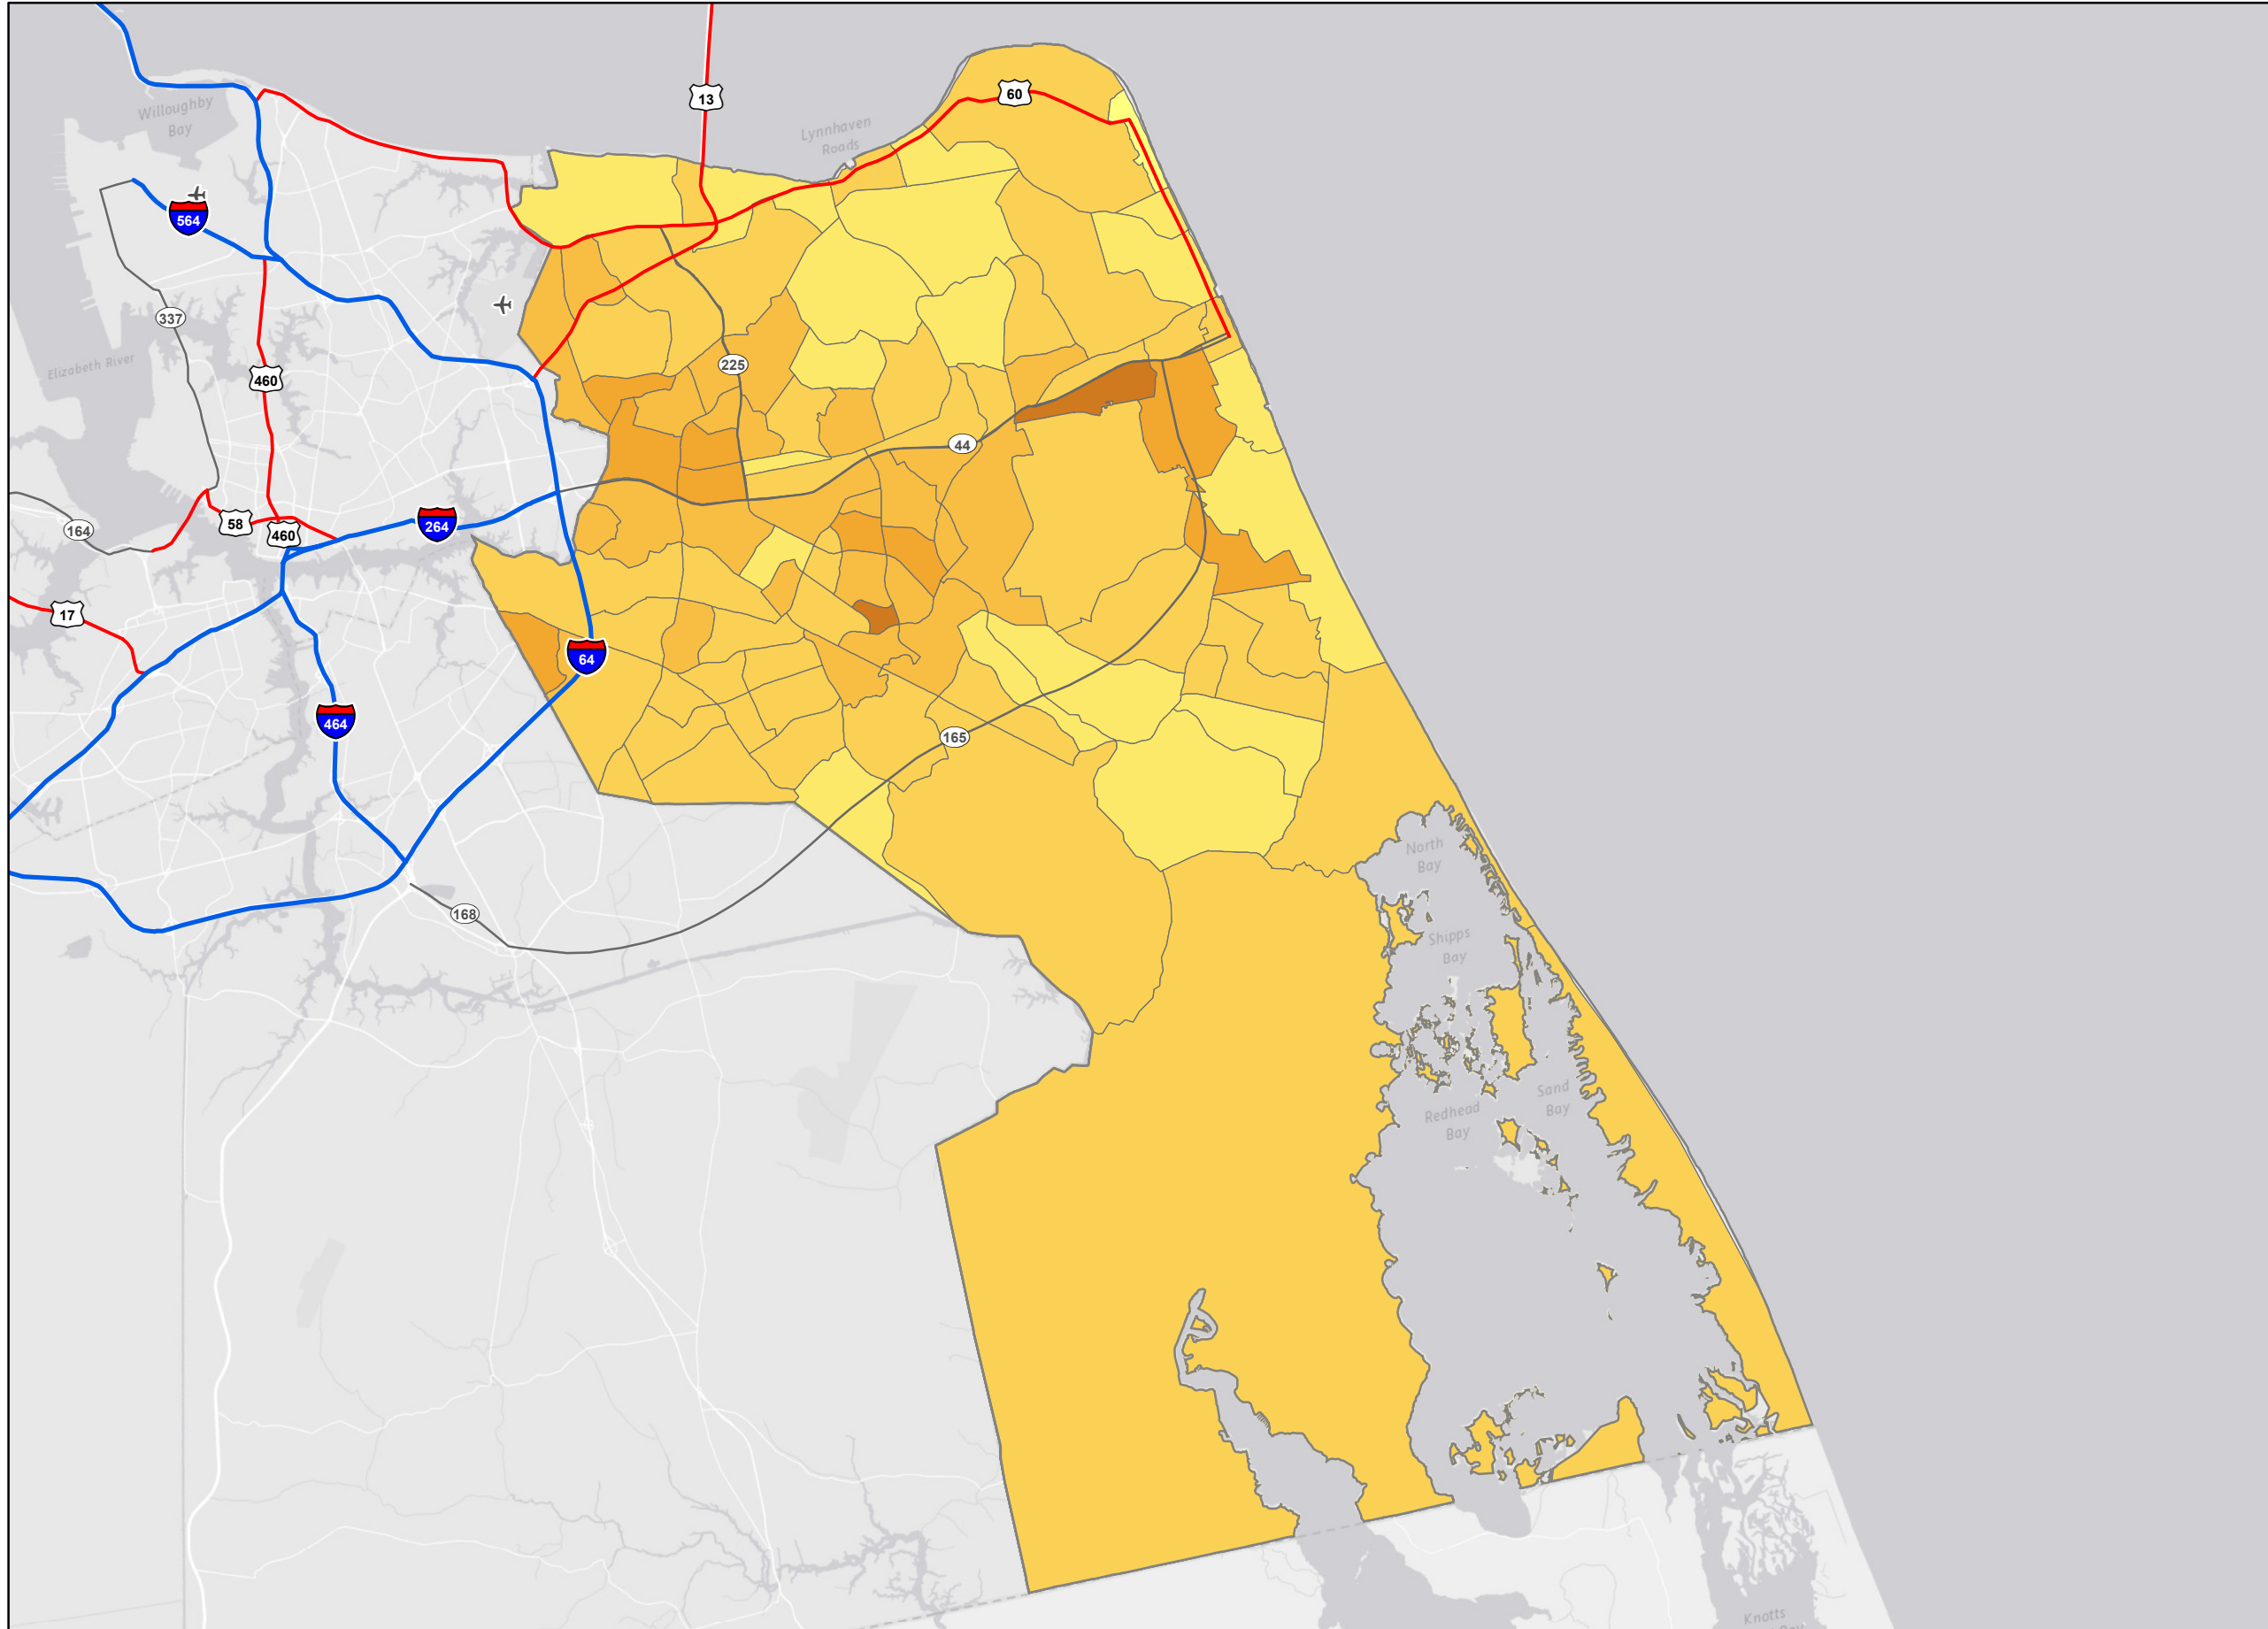 Willoughby
Bay
13
60
Lynnhaven
Roads
564
337
Elizabeth River
460
225
44
58
460
264
164
17
64
464
165
North
Bay
168
Shipps
Bay
Sand
Bay
Redhead
Bay
Knotts